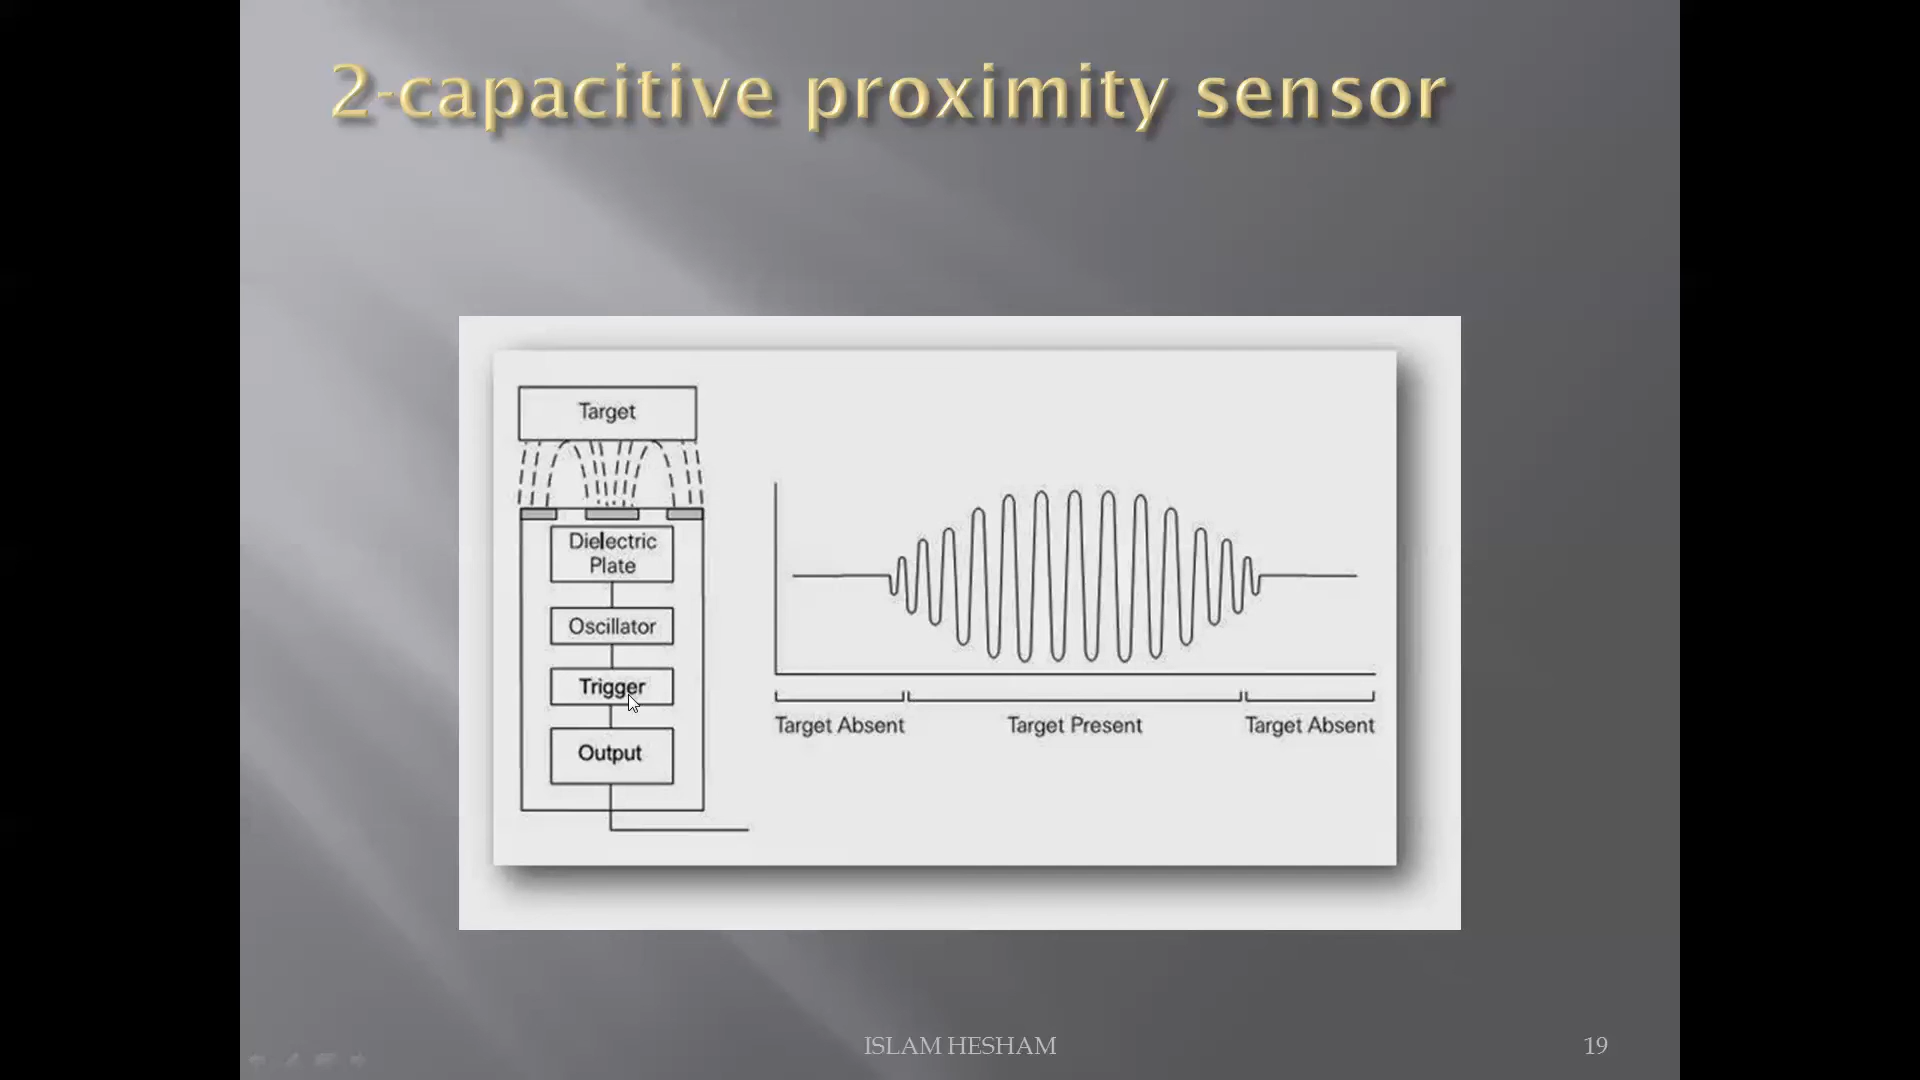 2-capacitive proximity sensor
Target
Dielectric
Plate
Oscillator
Trigger
Output
Target Absent
Target Present
Target Absent
ISLAM HESHAM
19